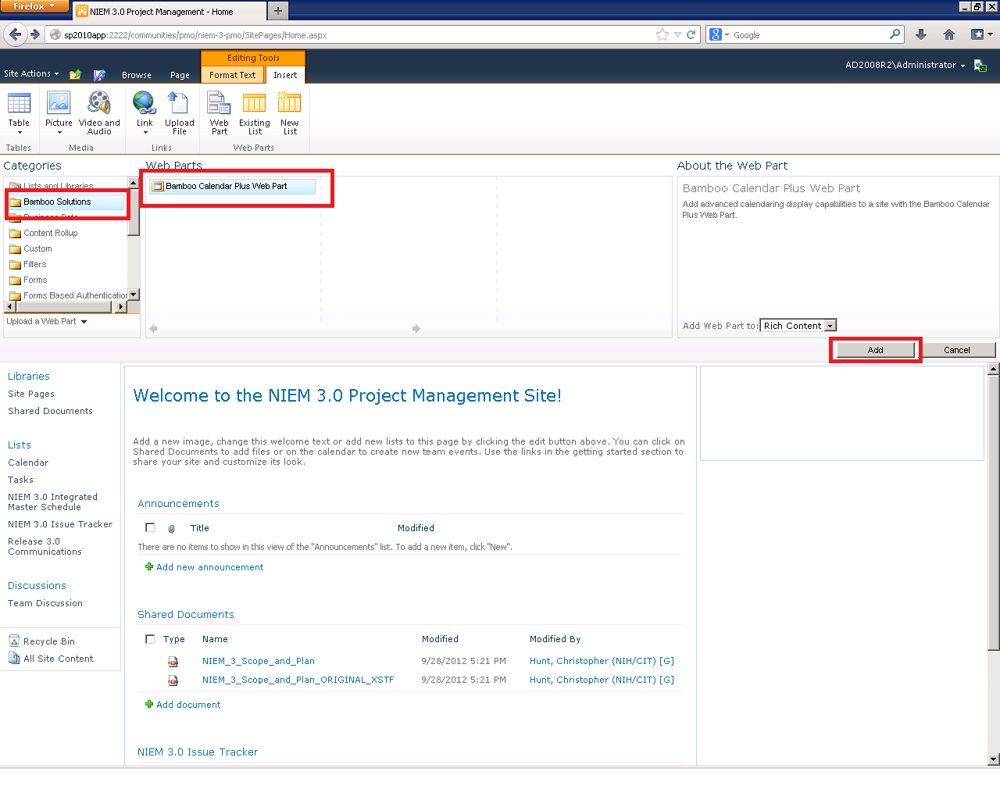 Firefox
NIEM 3.0 Project Management - Home
sp2010app:2222/communities/pmo/niem-3-pmo/SitePages/Home.aspx
Google
Editing Tools
Site Actions
Browse
Page
Format Text
Insert
AD2008R2\Administrator
Table
Picture
Video and
Audio
Link
Upload
File
Web
Part
Existing
List
New
List
Tables
Media
Links
Web Parts
Categories
Lists and Libraries
Bamboo Solutions
Business Data
Content Rollup
Custom
Filters
Forms
Forms Based Authentication
Upload a Web Part
Web Parts
Bamboo Calendar Plus Web Part
About the Web Part
Bamboo Calendar Plus Web Part
Add advanced calendaring display capabilities to a site with the Bamboo Calendar
Plus Web Part.
Add Web Part to: Rich Content
Add
Cancel
Libraries
Site Pages
Shared Documents
Lists
Calendar
Tasks
NIEM 3.0 Integrated
Master Schedule
NIEM 3.0 Issue Tracker
Release 3.0
Communications
Discussions
Team Discussion
Recycle Bin
All Site Content
Welcome to the NIEM 3.0 Project Management Site!
Add a new image, change this welcome text or add new lists to this page by clicking the edit button above. You can click on
Shared Documents to add files or on the calendar to create new team events. Use the links in the getting started section to
share your site and customize its look.
Announcements
Title Modified
There are no items to show in this view of the "Announcements" list. To add a new item, click "New".
Add new announcement
Shared Documents
Type Name Modified Modified By
NIEM_3_Scope_and_Plan 9/28/2012 5:21 PM Hunt, Christopher (NIH/CIT) [G]
NIEM_3_Scope_and_Plan_ORIGINAL_XSTF 9/28/2012 5:21 PM Hunt, Christopher (NIH/CIT) [G]
Add document
NIEM 3.0 Issue Tracker